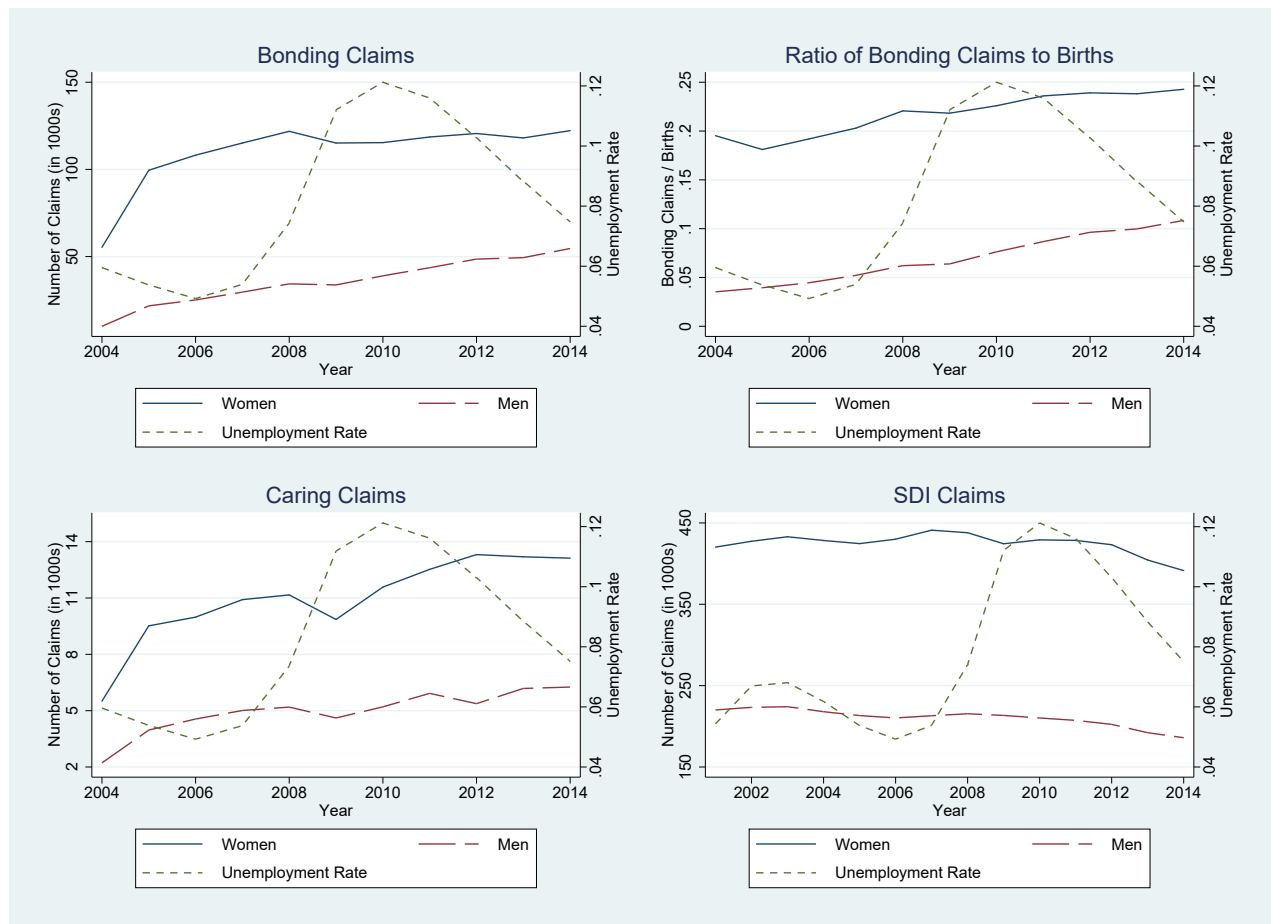 Bonding Claims
Number of Claims (in 1000s)
150
100
50
Unemployment Rate
.12
.1
.08
.06
.04
2004 2006 2008 2010 2012 2014
Year
Women Men
Unemployment Rate
Ratio of Bonding Claims to Births
Bonding Claims / Births
.25
.2
.15
.1
.05
0
Unemployment Rate
.12
.1
.08
.06
.04
2004 2006 2008 2010 2012 2014
Year
Women Men
Unemployment Rate
Caring Claims
Number of Claims (in 1000s)
14
11
8
5
2
Unemployment Rate
.12
.1
.08
.06
.04
2004 2006 2008 2010 2012 2014
Year
Women Men
Unemployment Rate
SDI Claims
Number of Claims (in 1000s)
450
350
250
150
Unemployment Rate
.12
.1
.08
.06
.04
2002 2004 2006 2008 2010 2012 2014
Year
Women Men
Unemployment Rate